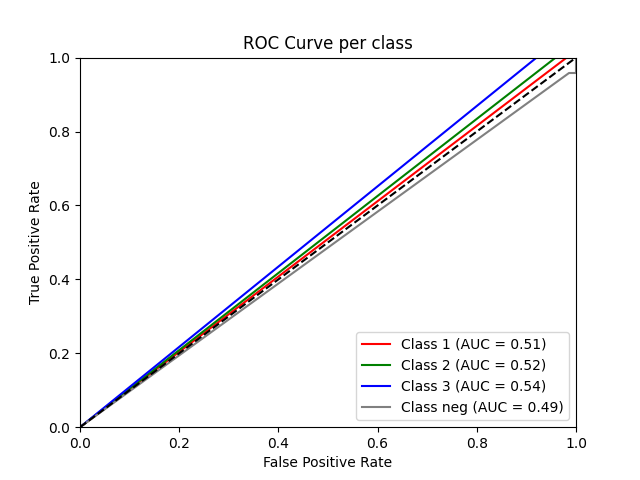 ROC Curve per class
True Positive Rate
1.0
0.8
0.6
0.4
0.2
0.0
Class 1 (AUC = 0.51)
Class 2 (AUC = 0.52)
Class 3 (AUC = 0.54)
Class neg (AUC = 0.49)
0.0 0.2 0.4 0.6 0.8 1.0
False Positive Rate